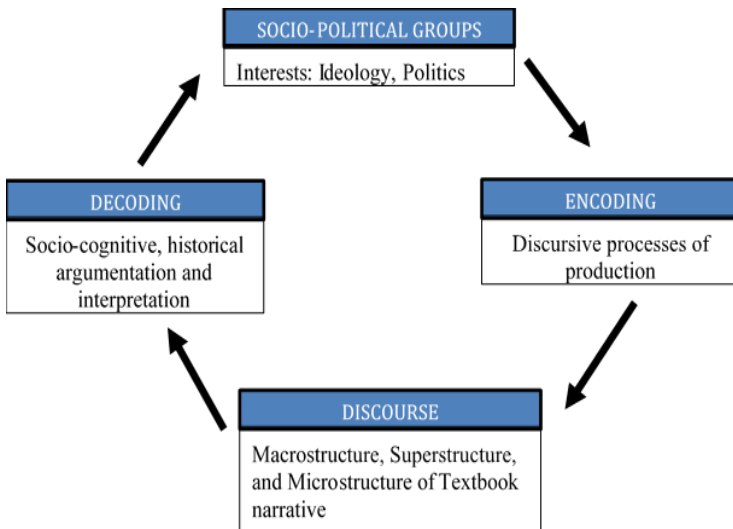 SOCIO-POLITICAL GROUPS
Interests: Ideology, Politics
DECODING
Socio-cognitive, historical
argumentation and
interpretation
ENCODING
Discursive processes of
production
DISCOURSE
Macrostructure, Superstructure,
and Microstructure of Textbook
narrative